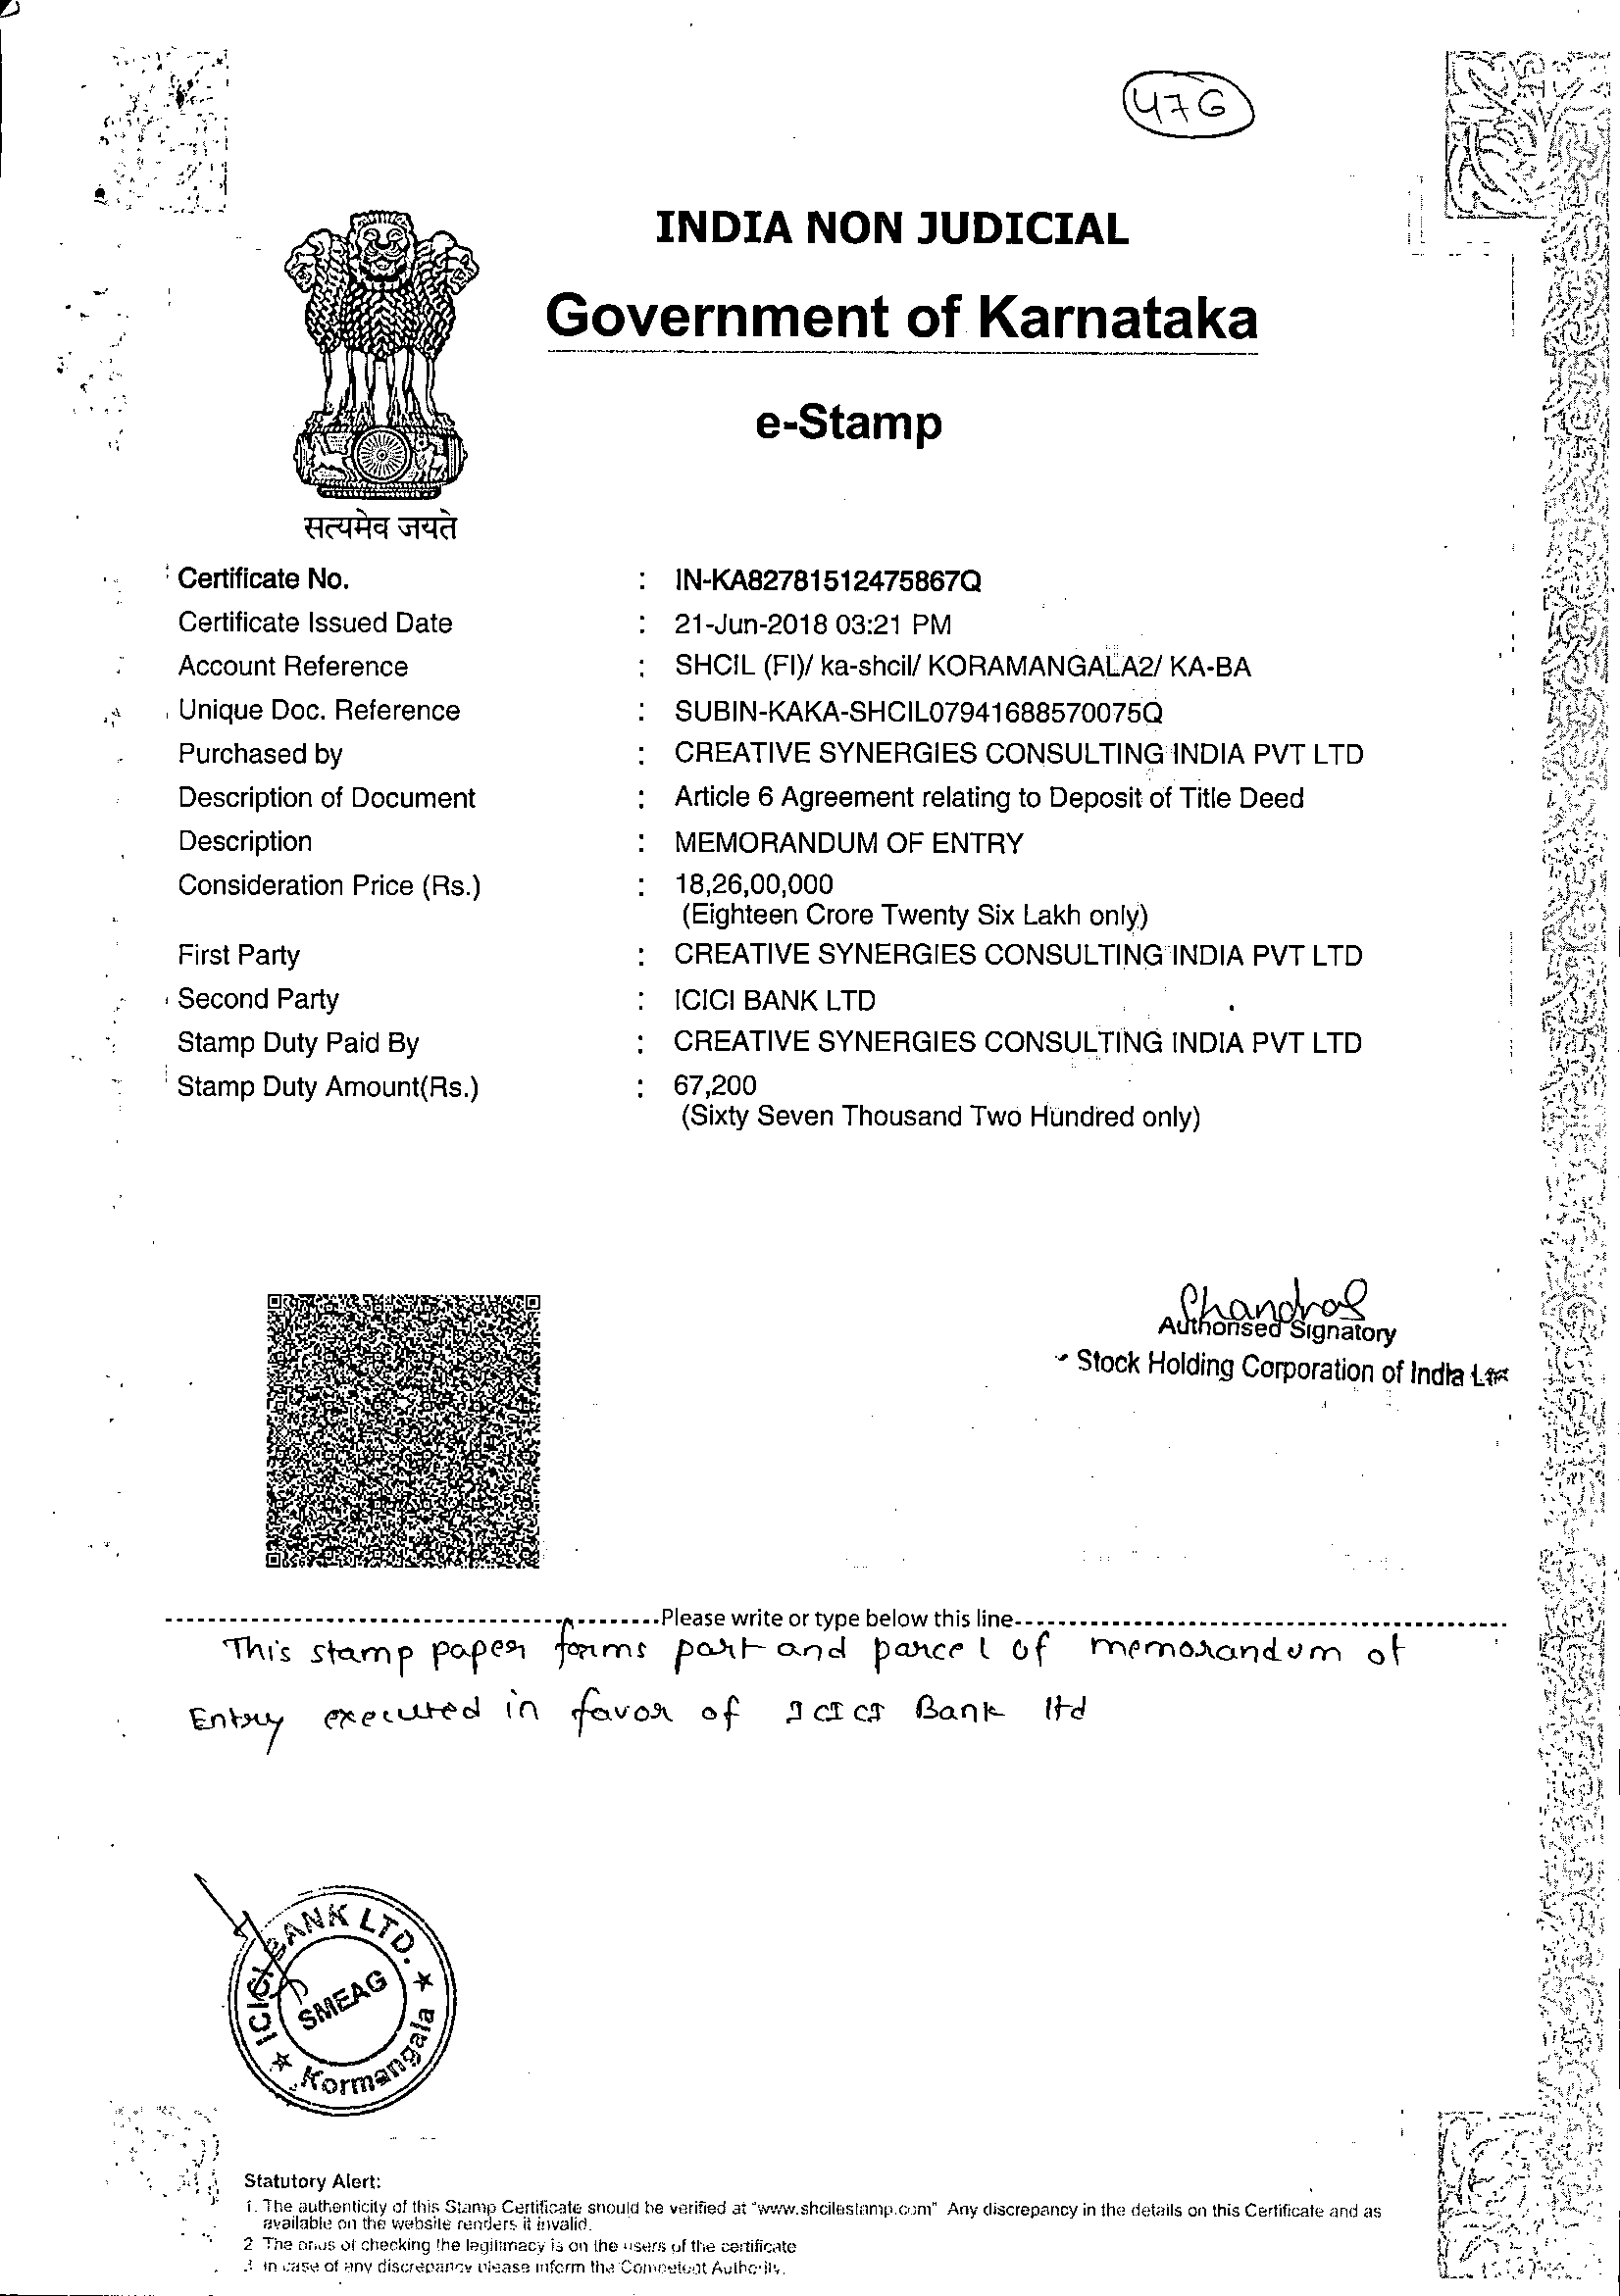 476
INDIA NON JUDICIAL
Government of Karnataka
e-Stamp
सत्यमेव जयते
Certificate No. : IN-KA82781512475867Q
Certificate Issued Date : 21-Jun-2018 03:21 PM
Account Reference : SHCIL (FI)/ ka-shcil/ KORAMANGALA2/ KA-BA
Unique Doc. Reference : SUBIN-KAKA-SHCIL07941688570075Q
Purchased by : CREATIVE SYNERGIES CONSULTING INDIA PVT LTD
Description of Document : Article 6 Agreement relating to Deposit of Title Deed
Description : MEMORANDUM OF ENTRY
Consideration Price (Rs.) : 18,26,00,000
(Eighteen Crore Twenty Six Lakh only)
First Party : CREATIVE SYNERGIES CONSULTING INDIA PVT LTD
Second Party : ICICI BANK LTD
Stamp Duty Paid By : CREATIVE SYNERGIES CONSULTING INDIA PVT LTD
Stamp Duty Amount(Rs.) : 67,200
(Sixty Seven Thousand Two Hundred only)
Authorised Signatory
Stock Holding Corporation of India Ltd
Please write or type below this line
This stamp paper forms part and parcel of memorandum of
Entry executed in favor of ICICI Bank ltd
ICICI BANK LTD.
SMEAG
Kormangala
Statutory Alert:
1. The authenticity of this Stamp Certificate should be verified at "www.shcilestamp.com" Any discrepancy in the details on this Certificate and as
available on the website renders it invalid.
2 The onus of checking the legitimacy is on the users of the certificate
3 In case of any discrepancy please inform the Competent Authority.